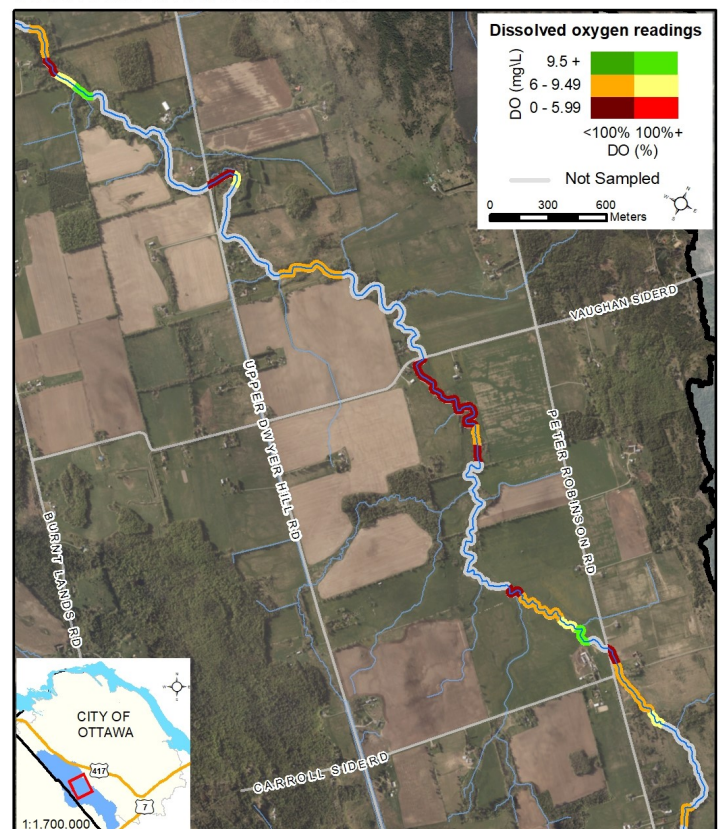 Dissolved oxygen readings
DO (mg\L)
9.5 +
6 - 9.49
0 - 5.99
<100% 100%+
DO (%)
Not Sampled
0 300 600
Meters
VAUGHAN SIDERD
UPPER DWYER HILL RD
PETER ROBINSON RD
BURNT LANDS RD
CARROLL SIDERD
CITY OF
OTTAWA
417
7
1:1,700,000